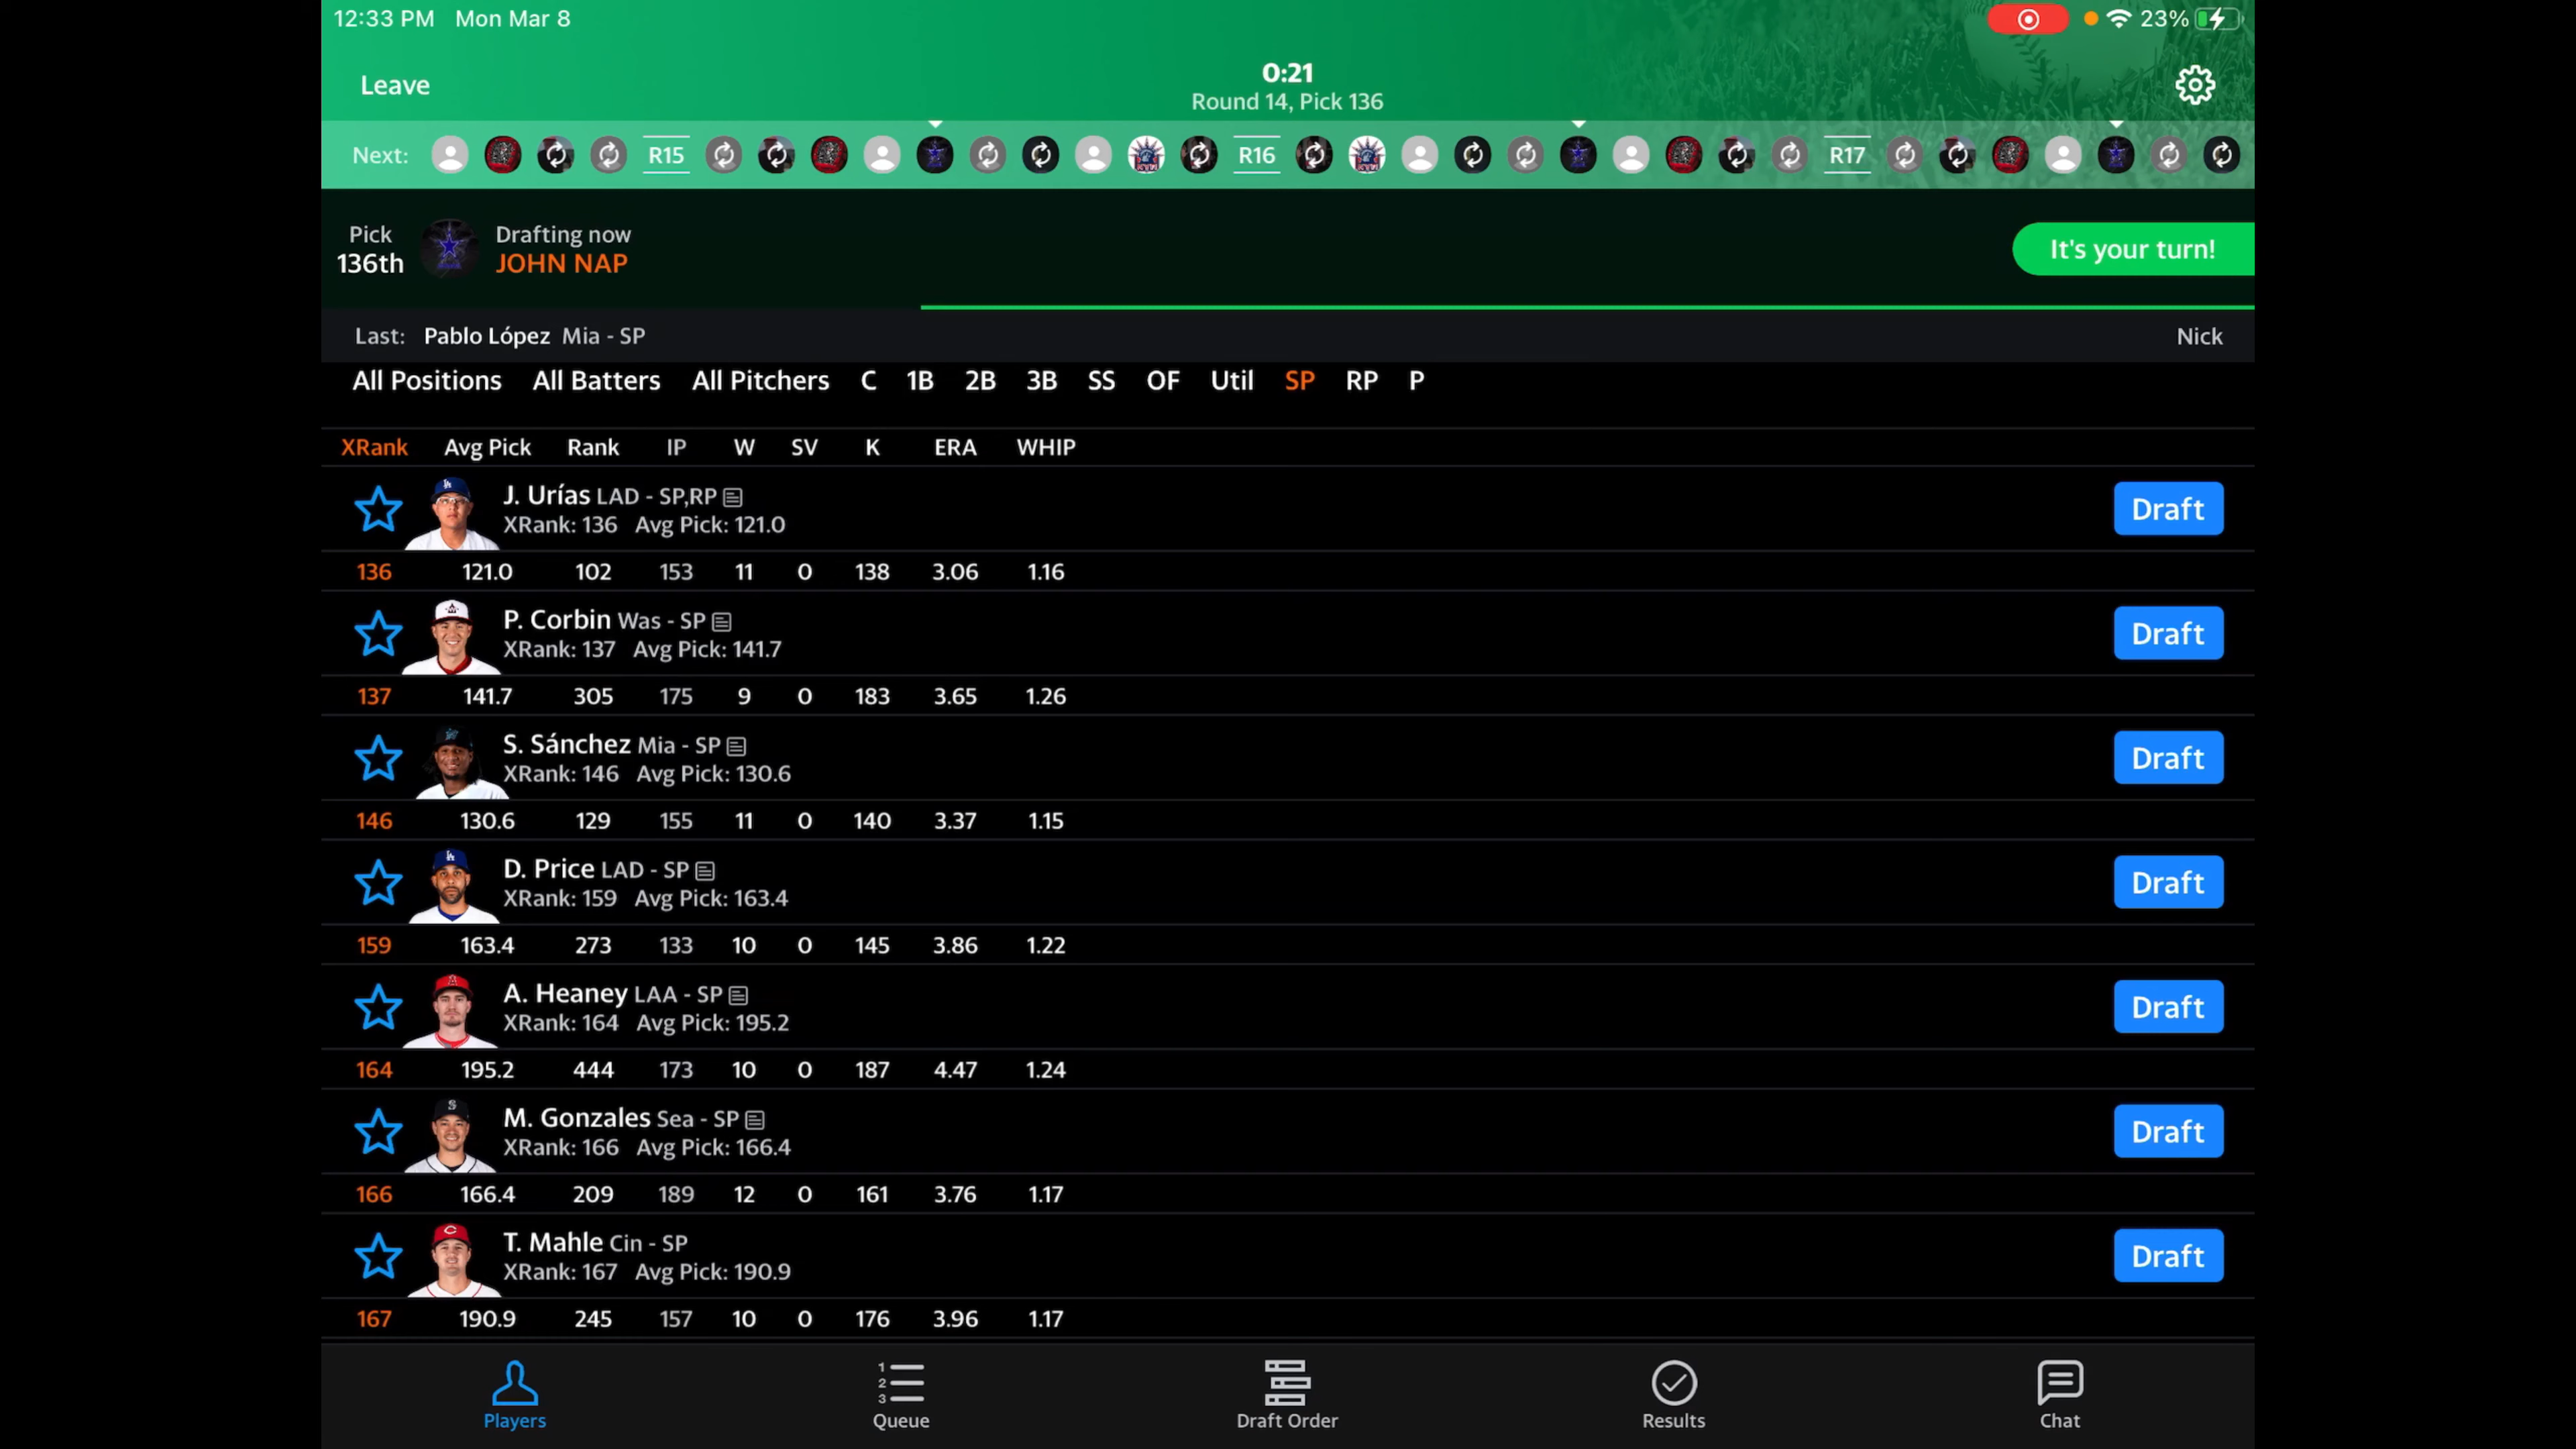 12:33 PM Mon Mar 8 23%
Leave 0:21
Round 14, Pick 136
Next: R15 R16 R17
Pick Drafting now
136th JOHN NAP It's your turn!
Last: Pablo López Mia - SP Nick
All Positions All Batters All Pitchers C 1B 2B 3B SS OF Util SP RP P
XRank Avg Pick Rank IP W SV K ERA WHIP
J. Urías LAD - SP,RP Draft
XRank: 136 Avg Pick: 121.0
136 121.0 102 153 11 0 138 3.06 1.16
P. Corbin Was - SP Draft
XRank: 137 Avg Pick: 141.7
137 141.7 305 175 9 0 183 3.65 1.26
S. Sánchez Mia - SP Draft
XRank: 146 Avg Pick: 130.6
146 130.6 129 155 11 0 140 3.37 1.15
D. Price LAD - SP Draft
XRank: 159 Avg Pick: 163.4
159 163.4 273 133 10 0 145 3.86 1.22
A. Heaney LAA - SP Draft
XRank: 164 Avg Pick: 195.2
164 195.2 444 173 10 0 187 4.47 1.24
M. Gonzales Sea - SP Draft
XRank: 166 Avg Pick: 166.4
166 166.4 209 189 12 0 161 3.76 1.17
T. Mahle Cin - SP Draft
XRank: 167 Avg Pick: 190.9
167 190.9 245 157 10 0 176 3.96 1.17
Players Queue Draft Order Results Chat